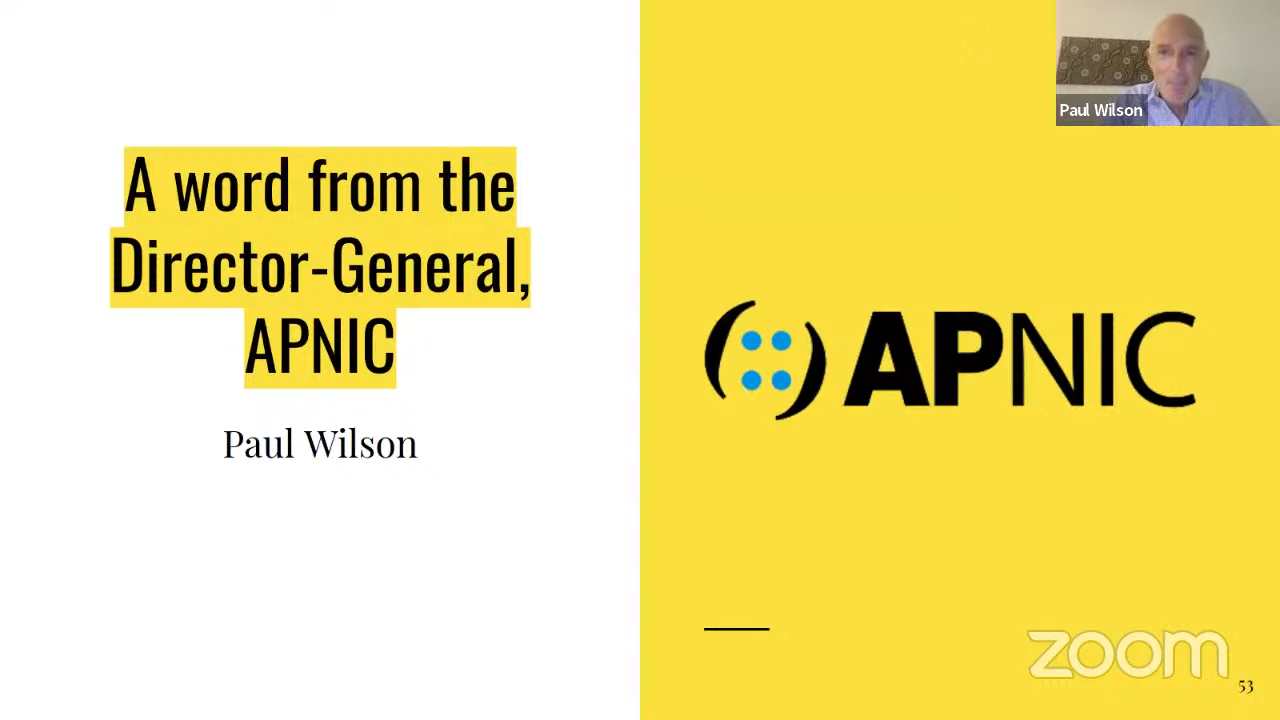 A word from the
Director-General,
APNIC
Paul Wilson
APNIC
Paul Wilson
zoom
53